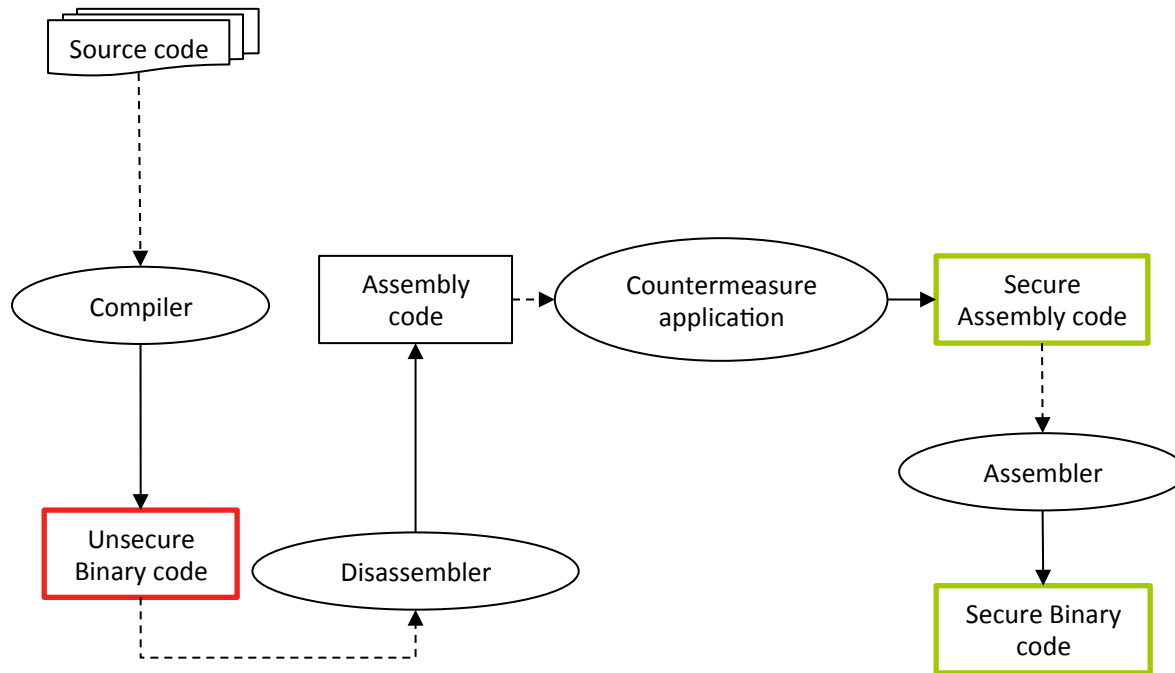 Source code
Compiler
Unsecure
Binary code
Disassembler
Assembly
code
Countermeasure
application
Secure
Assembly code
Assembler
Secure Binary
code